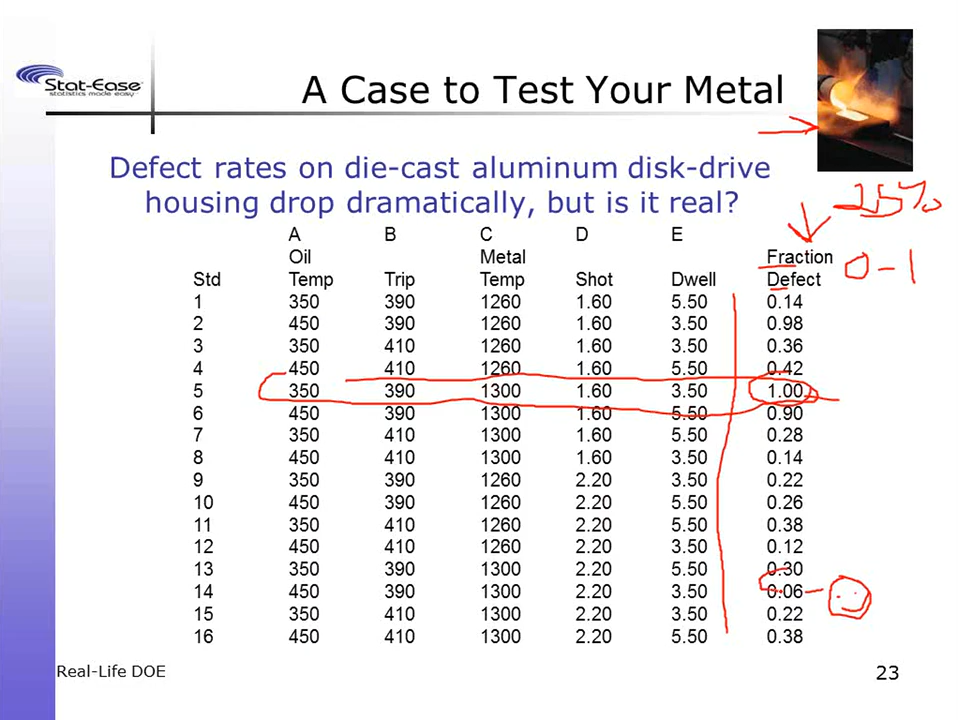 Stat-Ease
statistics made easy
A Case to Test Your Metal
Defect rates on die-cast aluminum disk-drive
housing drop dramatically, but is it real?
25%
A B C D E
Oil Metal Fraction
0-1
Std Temp Trip Temp Shot Dwell Defect
1 350 390 1260 1.60 5.50 0.14
2 450 390 1260 1.60 3.50 0.98
3 350 410 1260 1.60 3.50 0.36
4 450 410 1260 1.60 5.50 0.42
5 350 390 1300 1.60 3.50 1.00
6 450 390 1300 1.60 5.50 0.90
7 350 410 1300 1.60 5.50 0.28
8 450 410 1300 1.60 3.50 0.14
9 350 390 1260 2.20 3.50 0.22
10 450 390 1260 2.20 5.50 0.26
11 350 410 1260 2.20 5.50 0.38
12 450 410 1260 2.20 3.50 0.12
13 350 390 1300 2.20 5.50 0.30
14 450 390 1300 2.20 3.50 0.06
15 350 410 1300 2.20 3.50 0.22
16 450 410 1300 2.20 5.50 0.38
Real-Life DOE
23